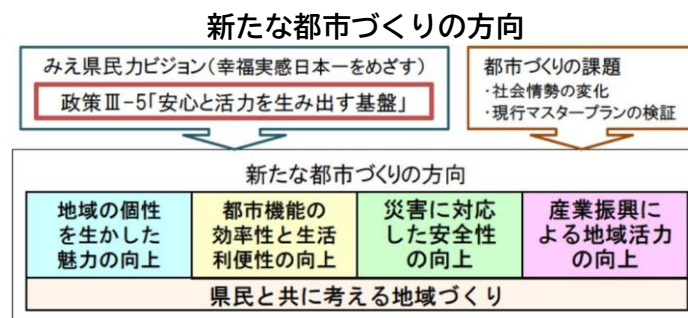 新たな都市づくりの方向
みえ県民力ビジョン(幸福実感日本一をめざす)
政策Ⅲ-5「安心と活力を生み出す基盤」
都市づくりの課題
・社会情勢の変化
・現行マスタープランの検証
新たな都市づくりの方向
地域の個性
を生かした
魅力の向上
都市機能の
効率性と生活
利便性の向上
災害に対応
した安全性
の向上
産業振興に
よる地域活力
の向上
県民と共に考える地域づくり